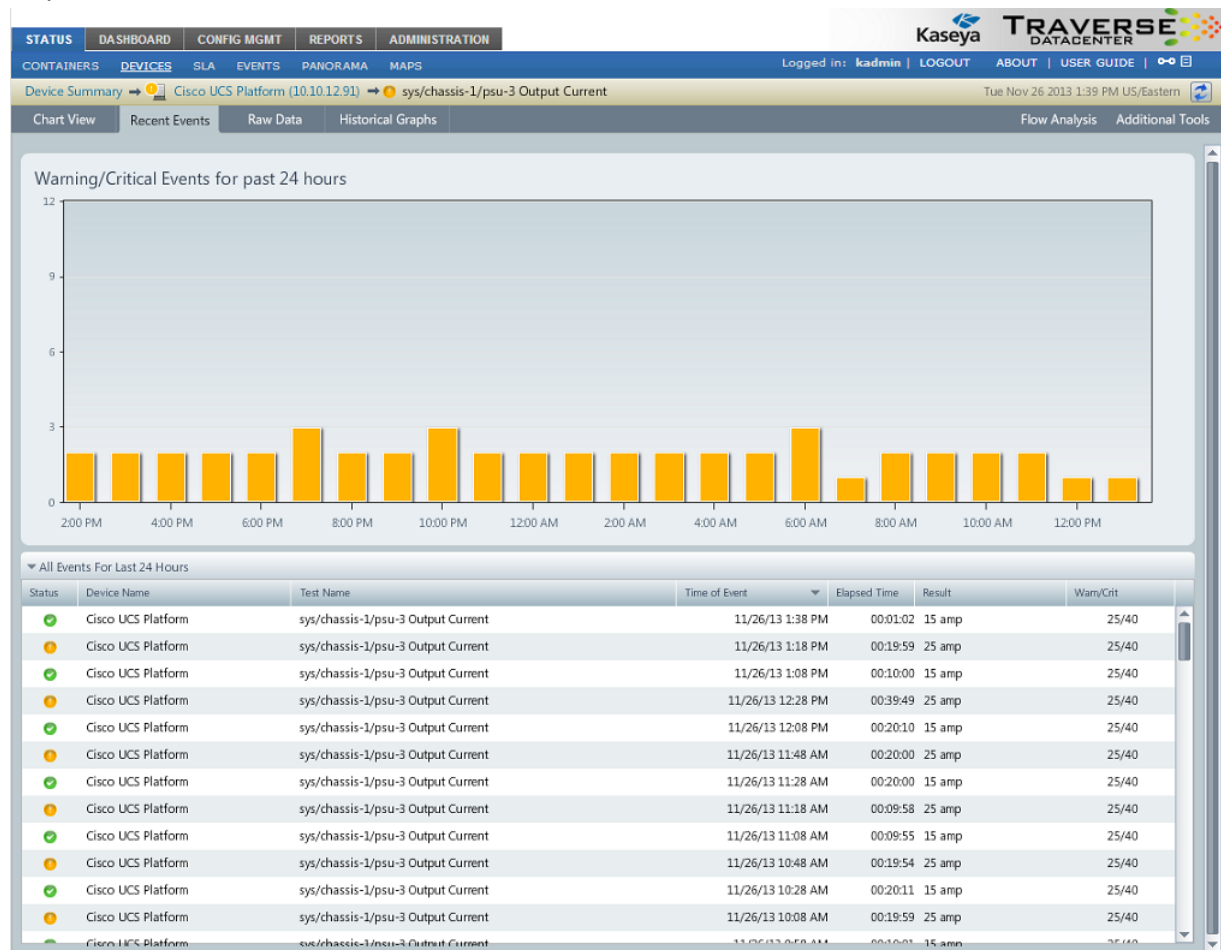 Kaseya TRAVERSE DATACENTER
STATUS DASHBOARD CONFIG MGMT REPORTS ADMINISTRATION
CONTAINERS DEVICES SLA EVENTS PANORAMA MAPS Logged in: kadmin | LOGOUT ABOUT | USER GUIDE |
Device Summary Cisco UCS Platform (10.10.12.91) sys/chassis-1/psu-3 Output Current Tue Nov 26 2013 1:39 PM US/Eastern
Chart View Recent Events Raw Data Historical Graphs Flow Analysis Additional Tools
Warning/Critical Events for past 24 hours
12
9
6
3
0
2:00 PM 4:00 PM 6:00 PM 8:00 PM 10:00 PM 12:00 AM 2:00 AM 4:00 AM 6:00 AM 8:00 AM 10:00 AM 12:00 PM
All Events For Last 24 Hours
Status Device Name Test Name Time of Event Elapsed Time Result Warn/Crit
Cisco UCS Platform sys/chassis-1/psu-3 Output Current 11/26/13 1:38 PM 00:01:02 15 amp 25/40
Cisco UCS Platform sys/chassis-1/psu-3 Output Current 11/26/13 1:18 PM 00:19:59 25 amp 25/40
Cisco UCS Platform sys/chassis-1/psu-3 Output Current 11/26/13 1:08 PM 00:10:00 15 amp 25/40
Cisco UCS Platform sys/chassis-1/psu-3 Output Current 11/26/13 12:28 PM 00:39:49 25 amp 25/40
Cisco UCS Platform sys/chassis-1/psu-3 Output Current 11/26/13 12:08 PM 00:20:10 15 amp 25/40
Cisco UCS Platform sys/chassis-1/psu-3 Output Current 11/26/13 11:48 AM 00:20:00 25 amp 25/40
Cisco UCS Platform sys/chassis-1/psu-3 Output Current 11/26/13 11:28 AM 00:20:00 15 amp 25/40
Cisco UCS Platform sys/chassis-1/psu-3 Output Current 11/26/13 11:18 AM 00:09:58 25 amp 25/40
Cisco UCS Platform sys/chassis-1/psu-3 Output Current 11/26/13 11:08 AM 00:09:55 15 amp 25/40
Cisco UCS Platform sys/chassis-1/psu-3 Output Current 11/26/13 10:48 AM 00:19:54 25 amp 25/40
Cisco UCS Platform sys/chassis-1/psu-3 Output Current 11/26/13 10:28 AM 00:20:11 15 amp 25/40
Cisco UCS Platform sys/chassis-1/psu-3 Output Current 11/26/13 10:08 AM 00:19:59 25 amp 25/40
Cisco UCS Platform sys/chassis-1/psu-3 Output Current 15 amp 25/40